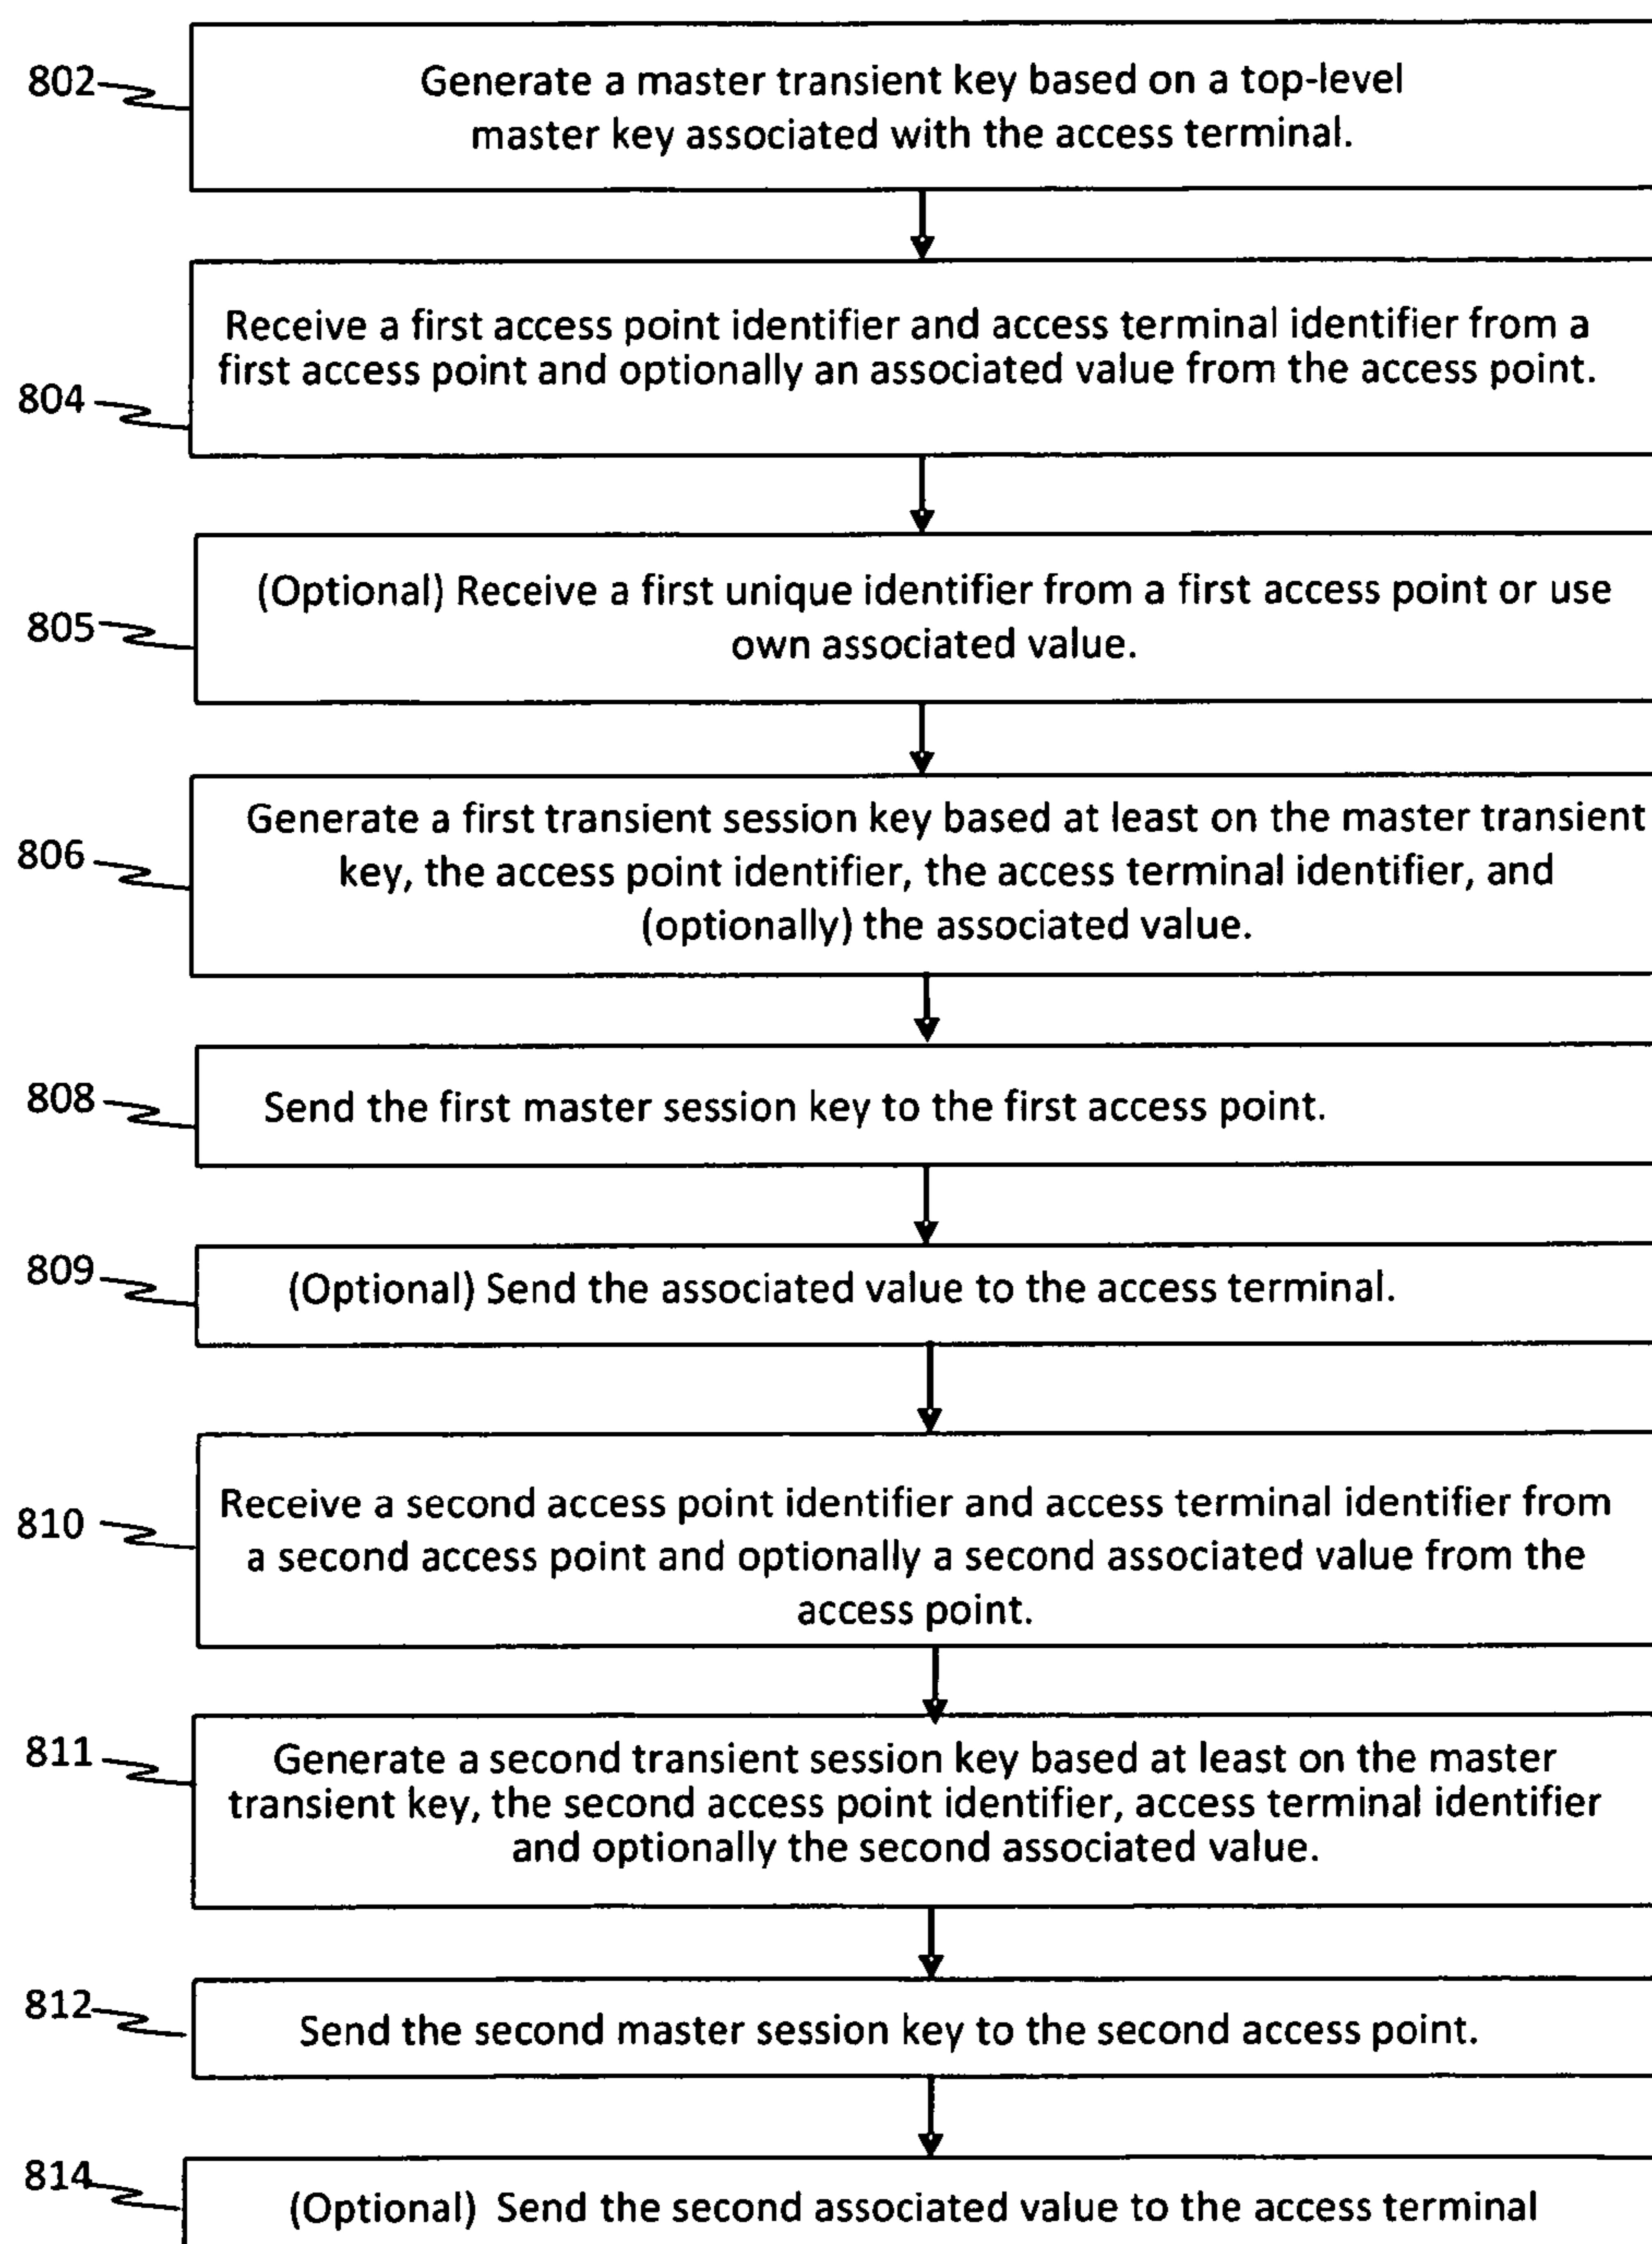 802
Generate a master transient key based on a top-level
master key associated with the access terminal.
Receive a first access point identifier and access terminal identifier from a
first access point and optionally an associated value from the access point.
804
(Optional) Receive a first unique identifier from a first access point or use
805
own associated value.
Generate a first transient session key based at least on the master transient
806
key, the access point identifier, the access terminal identifier, and
(optionally) the associated value.
808
Send the first master session key to the first access point.
809
(Optional) Send the associated value to the access terminal.
Receive a second access point identifier and access terminal identifier from
810
a second access point and optionally a second associated value from the
access point.
811
Generate a second transient session key based at least on the master
transient key, the second access point identifier, access terminal identifier
and optionally the second associated value.
812
Send the second master session key to the second access point.
814
(Optional) Send the second associated value to the access terminal